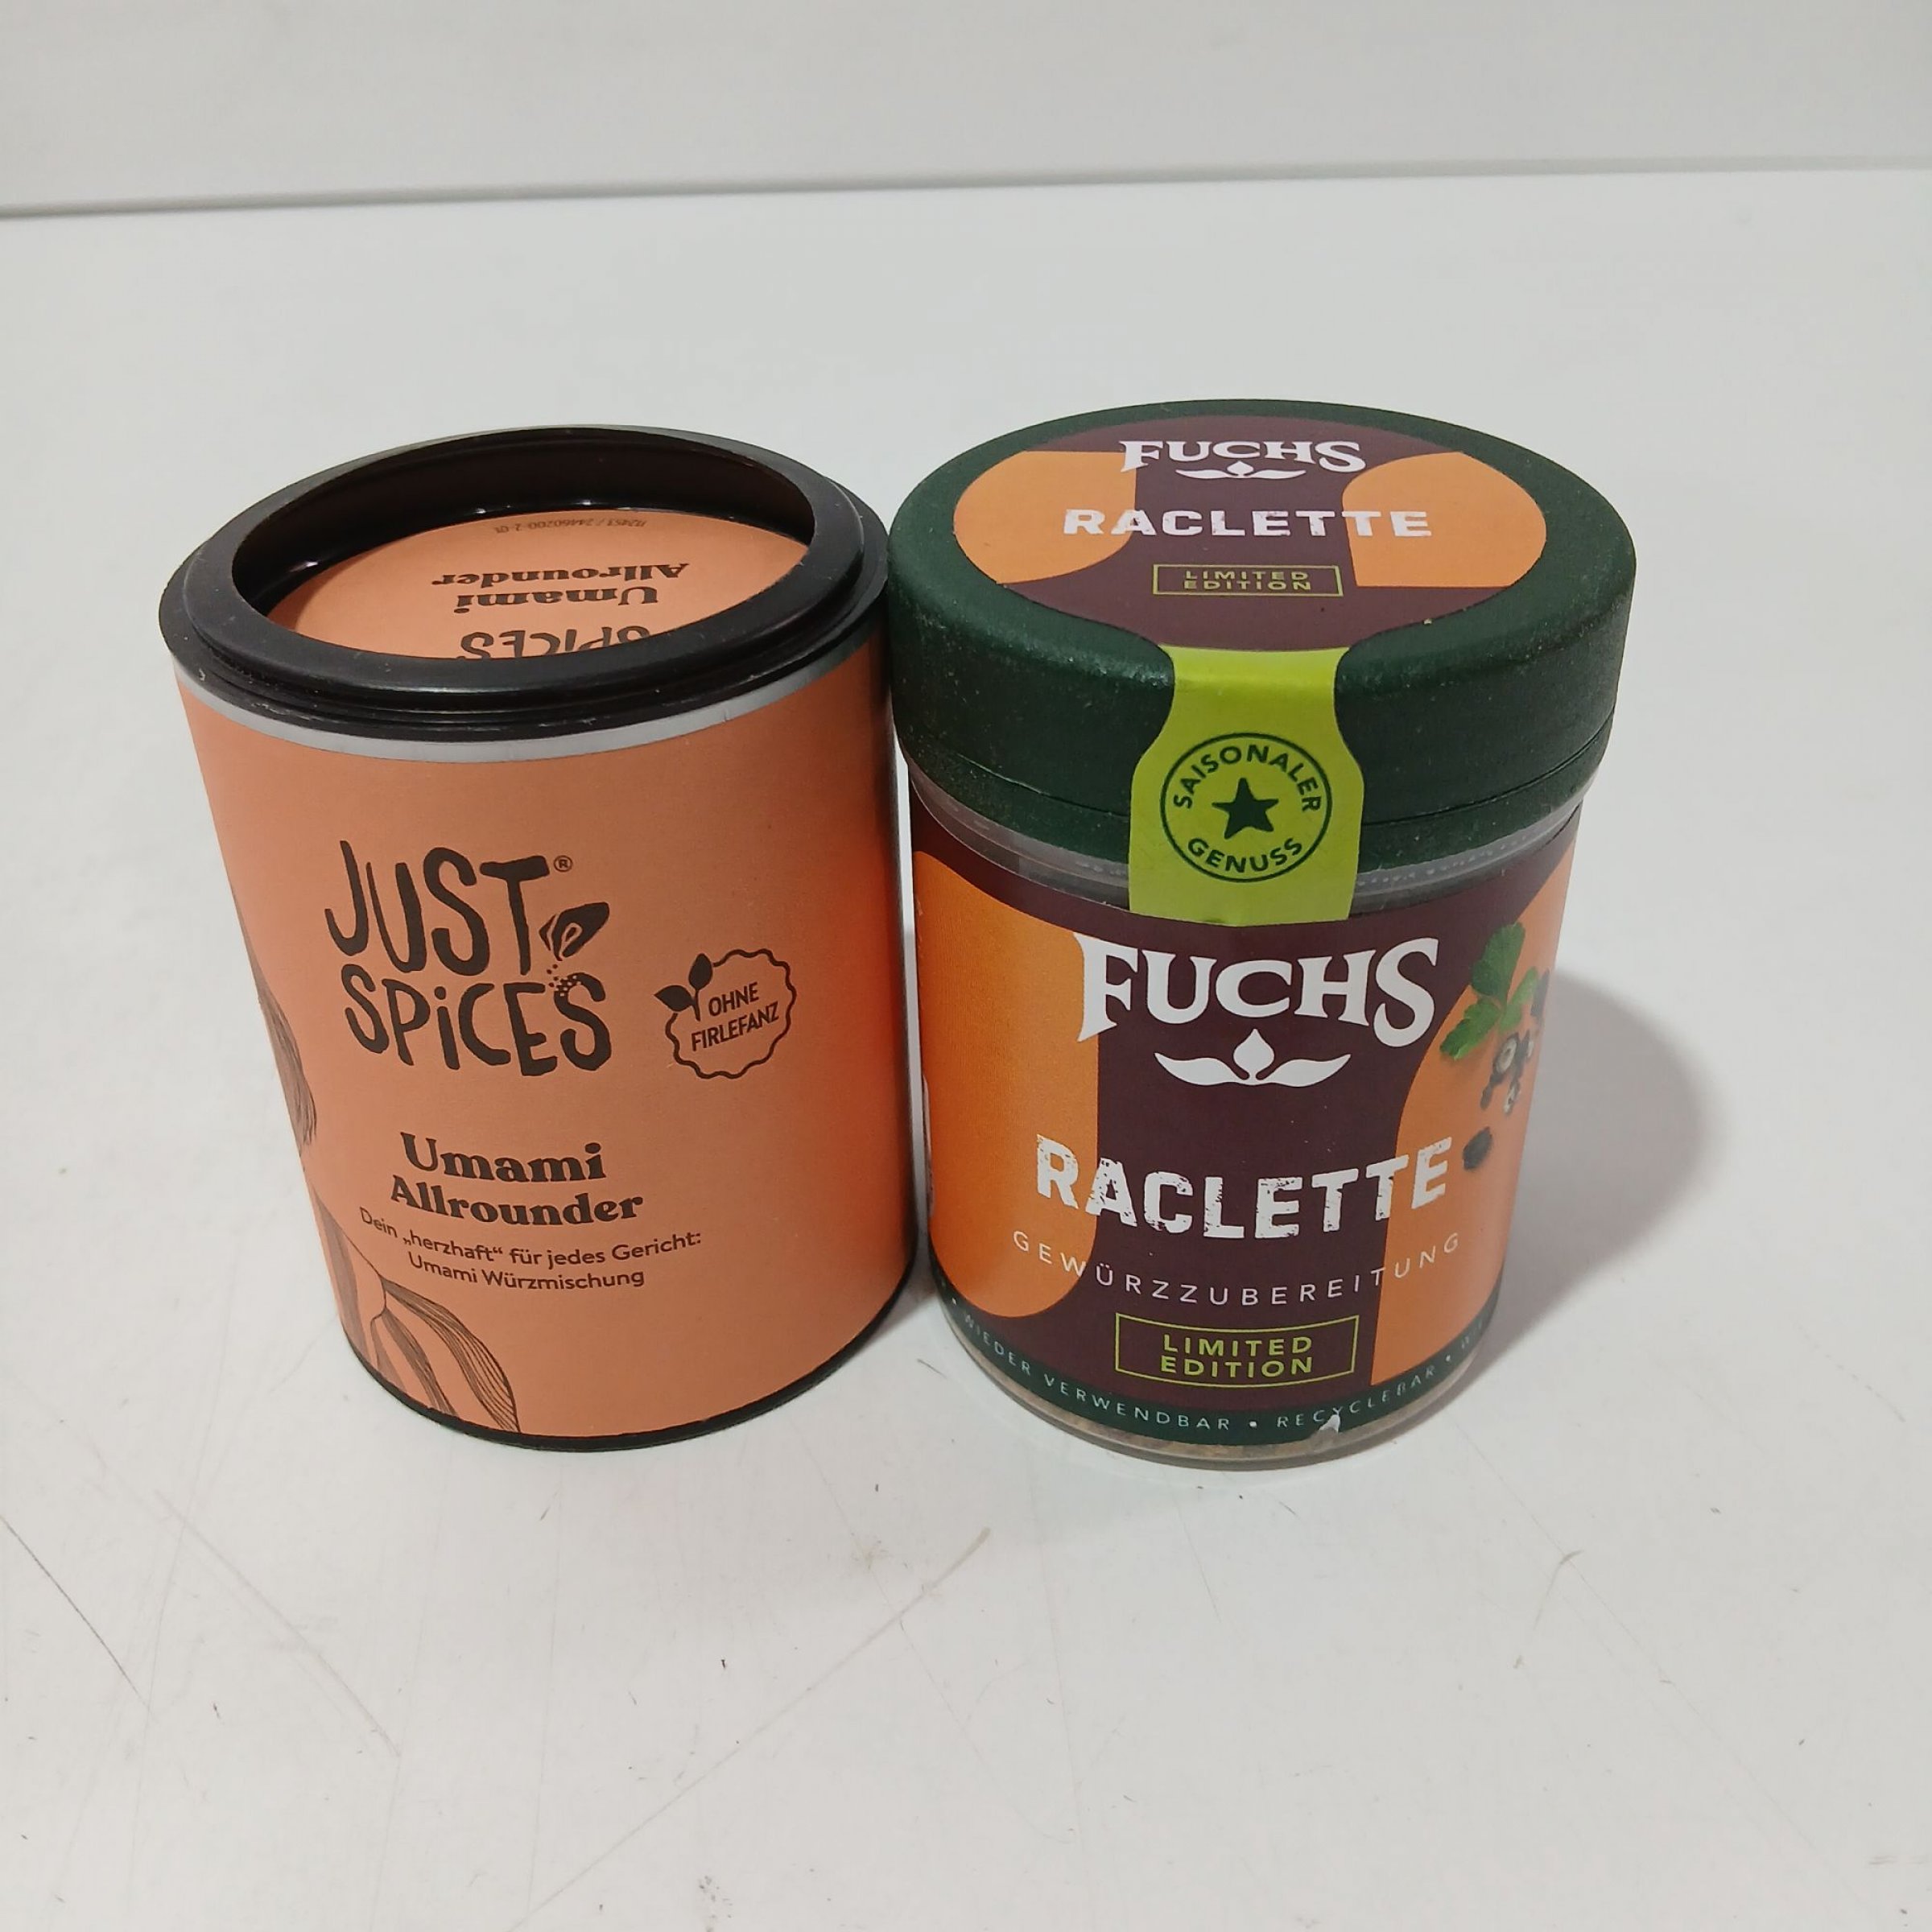 Allrounder
Umami
SPICES
JUST
SPICES
®
OHNE
FIRLEFANZ
Umami
Allrounder
Dein „herzhaft“ für jedes Gericht:
Umami Würzmischung
FUCHS
RACLETTE
LIMITED
EDITION
SAISONALER
GENUSS
FUCHS
RACLETTE
GEWÜRZZUBEREITUNG
LIMITED
EDITION
• WIEDER VERWENDBAR • RECYCLEBAR •